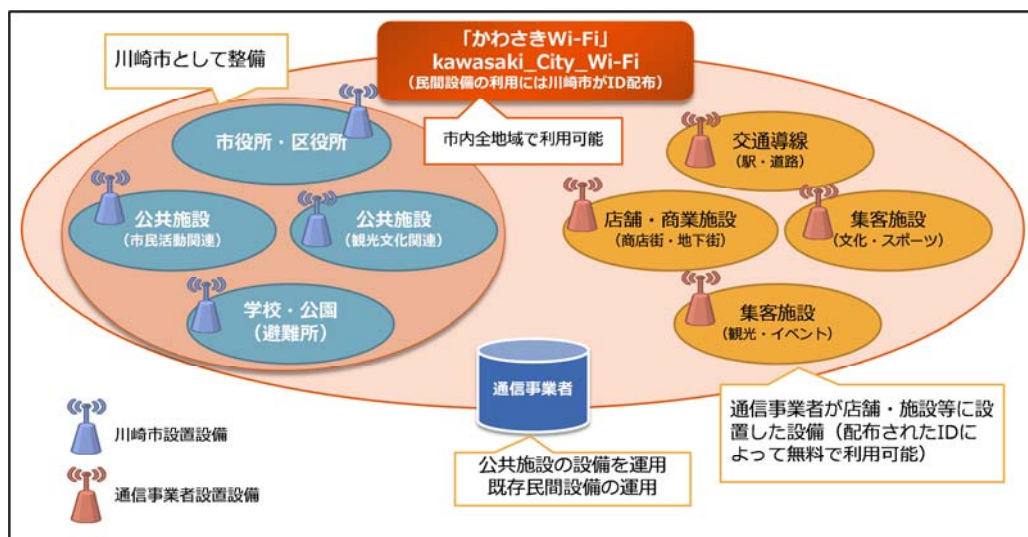 「かわさきWi-Fi」
kawasaki_City_Wi-Fi
（民間設備の利用には川崎市がID配布）
川崎市として整備
市内全地域で利用可能
市役所・区役所
公共施設
（市民活動関連）
公共施設
（観光文化関連）
学校・公園
（避難所）
交通導線
（駅・道路）
店舗・商業施設
（商店街・地下街）
集客施設
（文化・スポーツ）
集客施設
（観光・イベント）
通信事業者
公共施設の設備を運用
既存民間設備の運用
通信事業者が店舗・施設等に設
置した設備（配布されたIDに
よって無料で利用可能）
川崎市設置設備
通信事業者設置設備